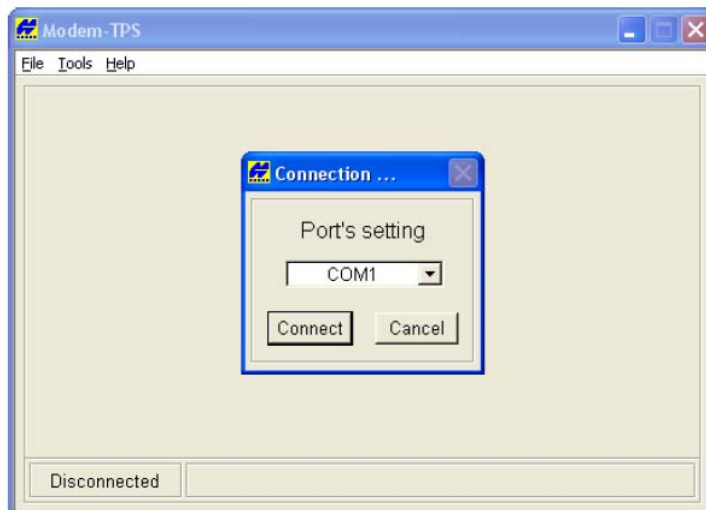 Modem-TPS
File Tools Help
Connection ...
Port's setting
COM1
Connect Cancel
Disconnected